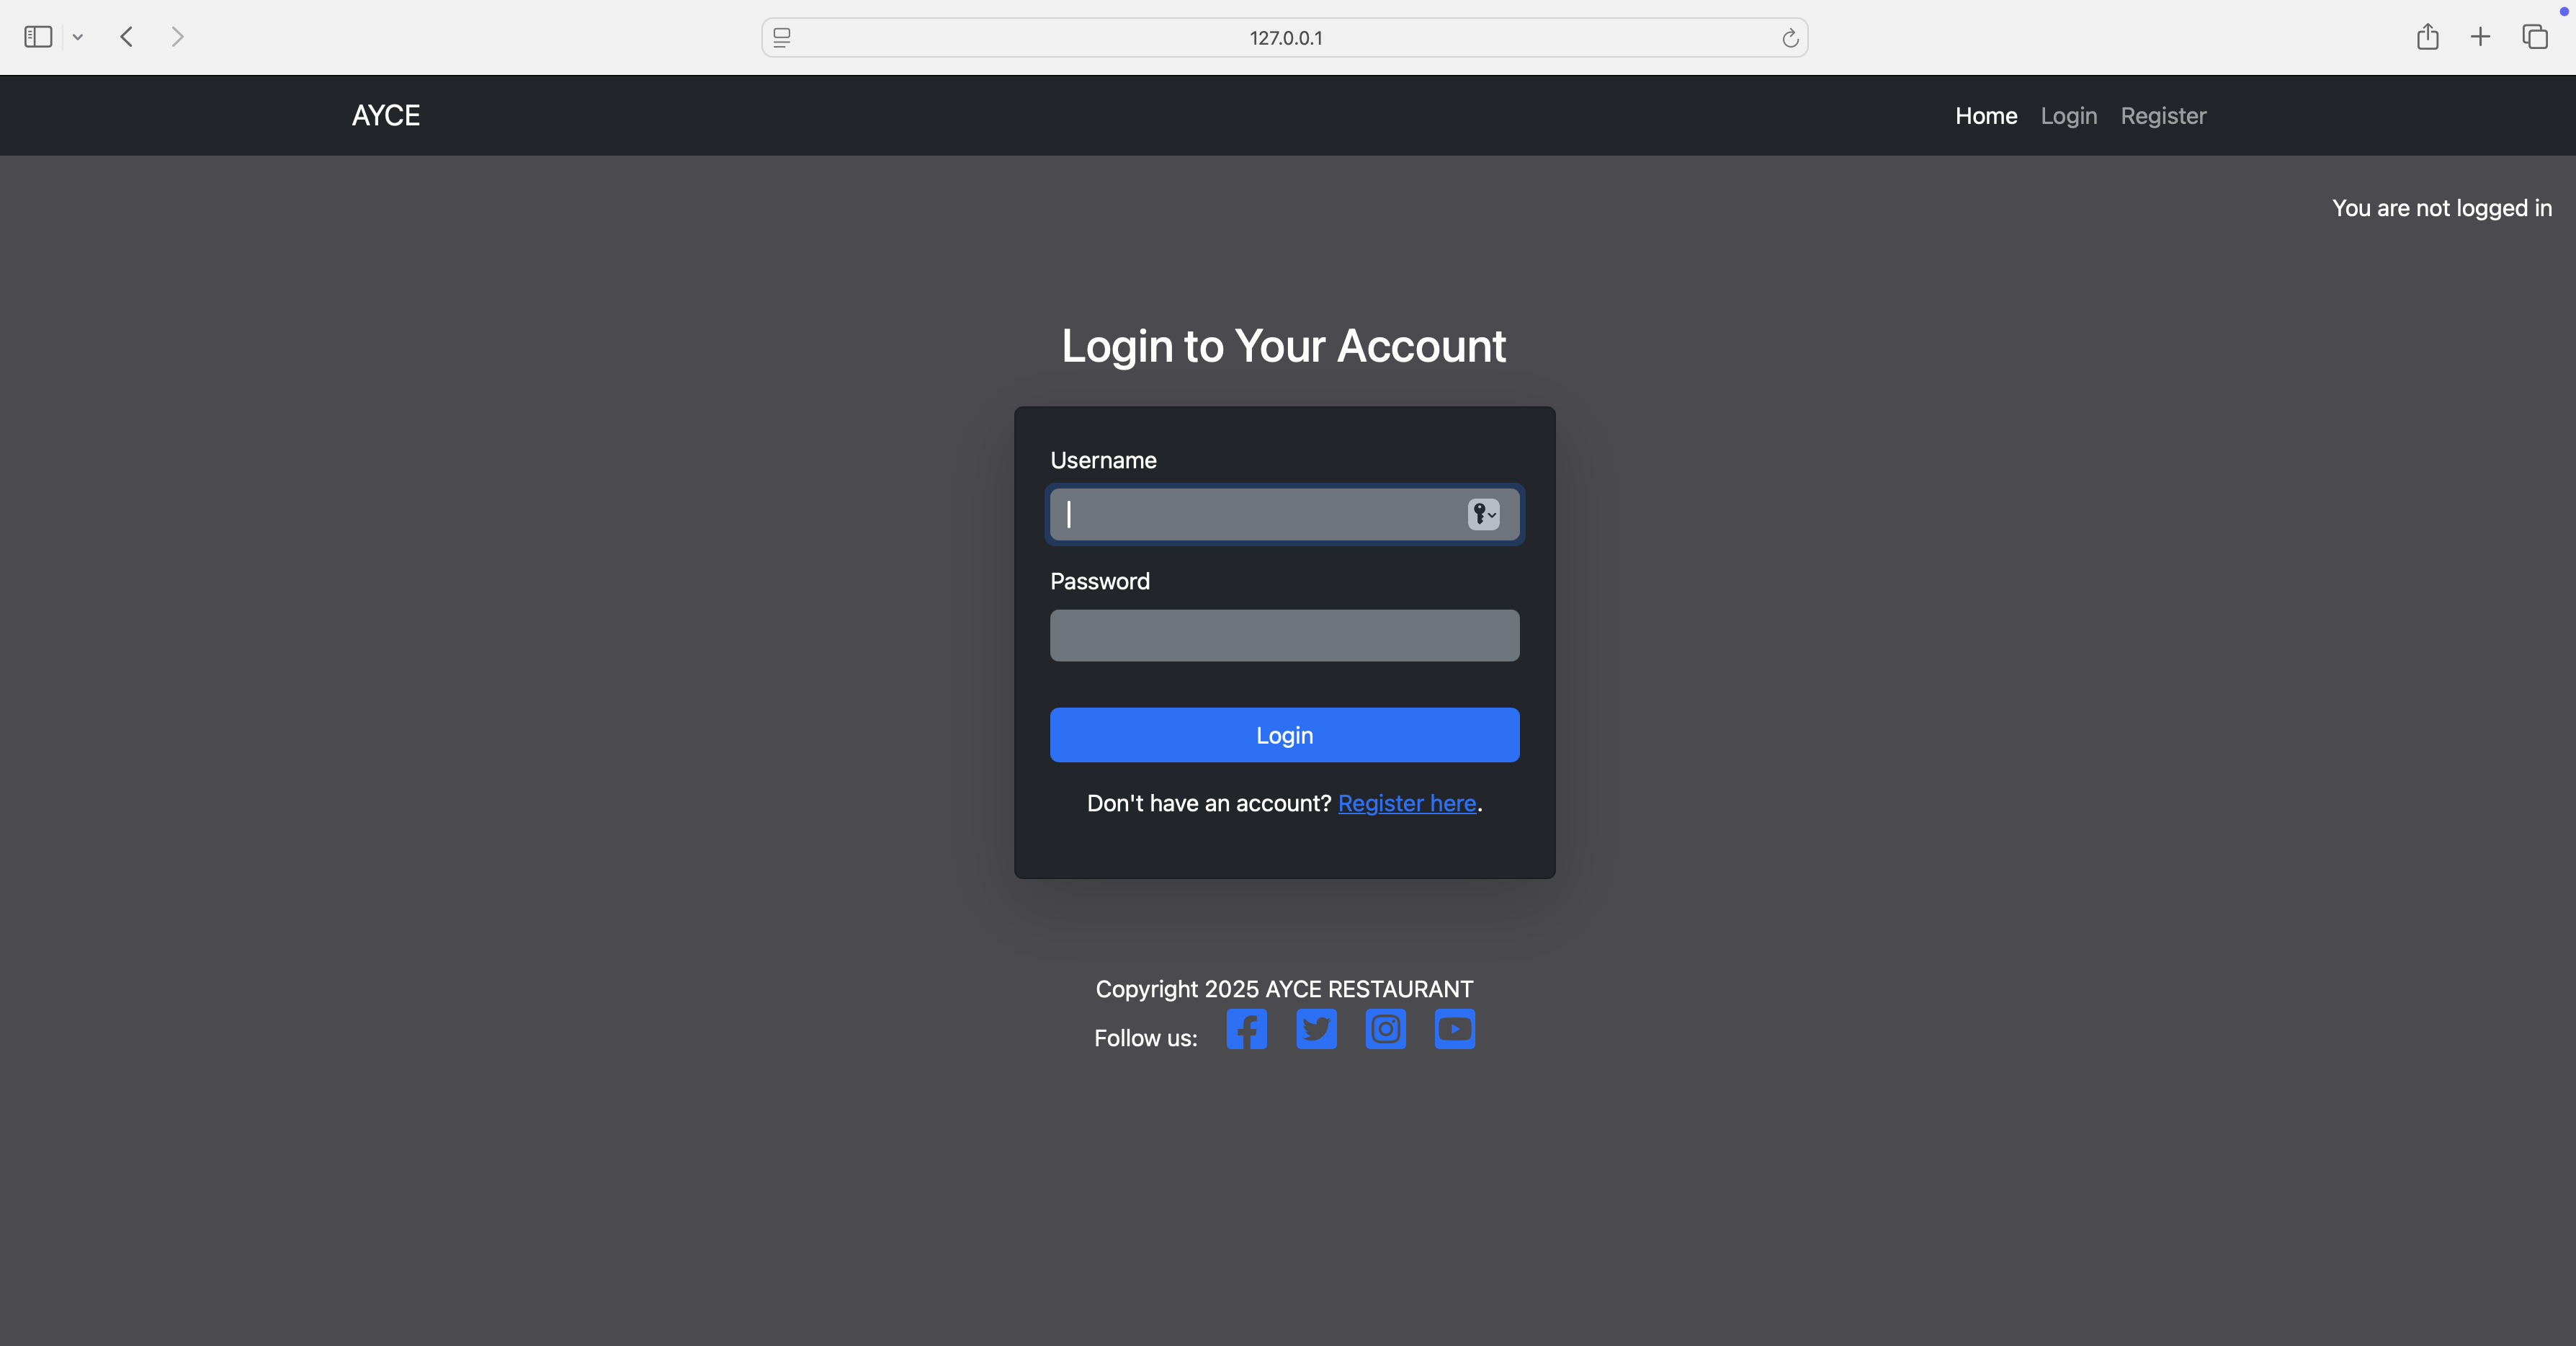 127.0.0.1
AYCE
Home Login Register
You are not logged in
Login to Your Account
Username
Password
Login
Don't have an account? Register here.
Copyright 2025 AYCE RESTAURANT
Follow us: